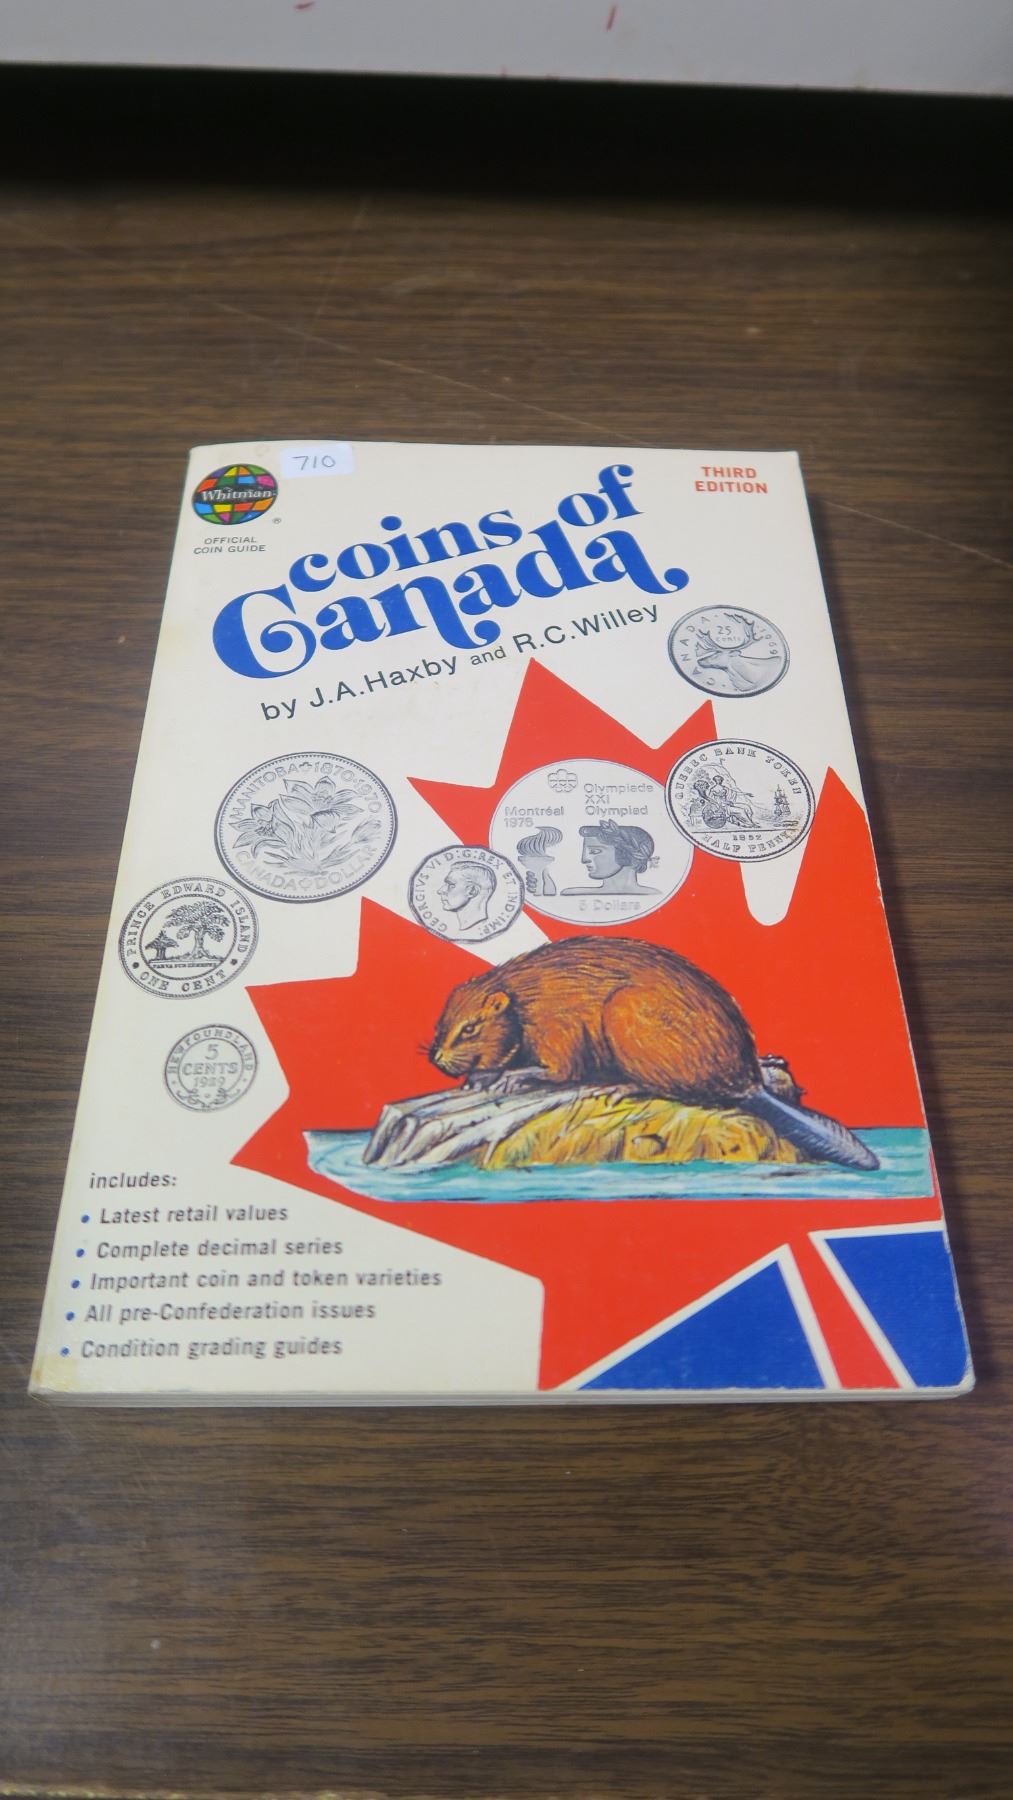 710
Whitman
®
OFFICIAL
COIN GUIDE
THIRD
EDITION
coins of
Canada
by J.A.Haxby and R.C.Willey
CANADA
25
cents
1969
MANITOBA 1870-1970
CANADA DOLLAR
Olympiade
XXI
Olympiad
Montréal
1976
5 Dollars
QUEBEC BANK TOKEN
1852
HALF PENNY
GEORGIVS VI D:G:REX ET IND:IMP:
PRINCE EDWARD ISLAND
ONE CENT
NEWFOUNDLAND
5
CENTS
1929
includes:
• Latest retail values
• Complete decimal series
• Important coin and token varieties
• All pre-Confederation issues
• Condition grading guides